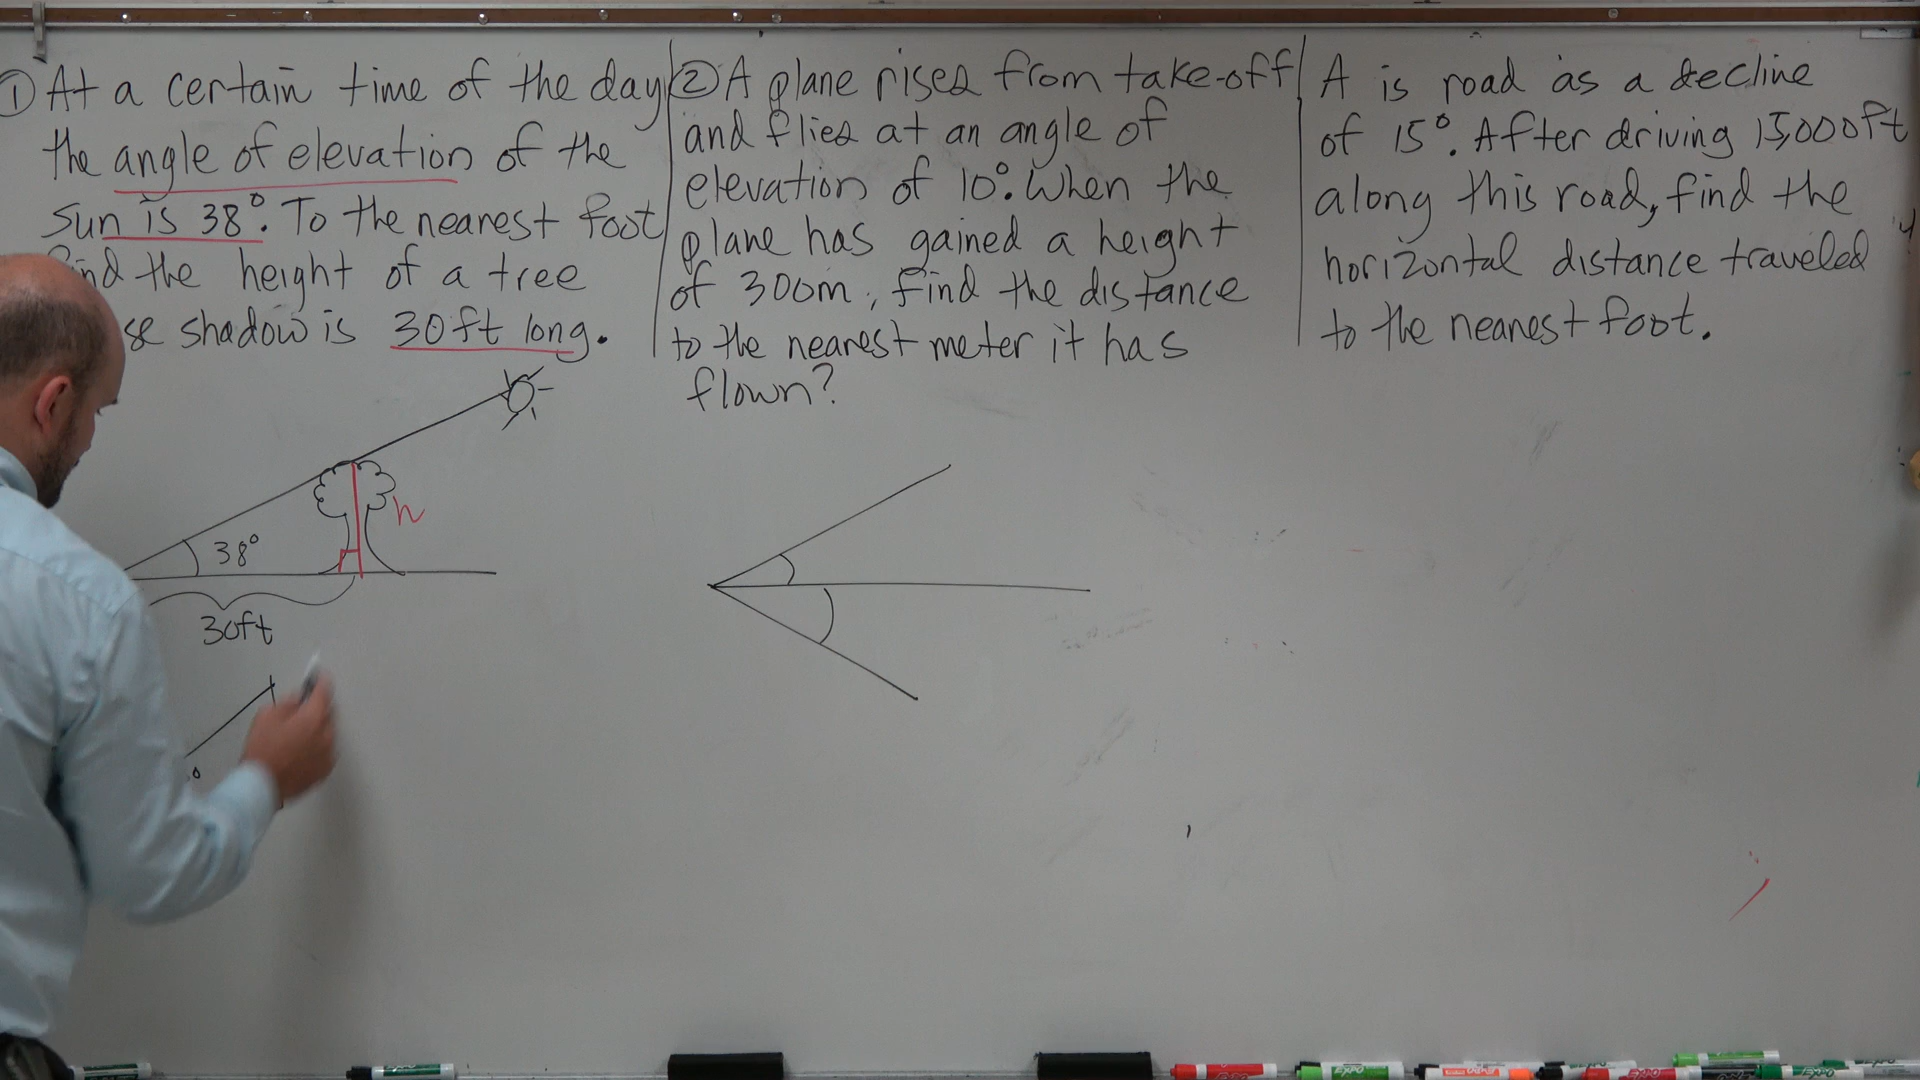 ① At a certain time of the day
the angle of elevation of the
sun is 38°. To the nearest foot
the height of a tree
shadow is 30ft long.
38°
h
30ft
② A plane rises from take-off
and flies at an angle of
elevation of 10°. When the
plane has gained a height
of 300m, find the distance
to the nearest meter it has
flown?
A is road as a decline
of 15°. After driving 15,000ft
along this road, find the
horizontal distance traveled
to the nearest foot.
EXPO
EXPO